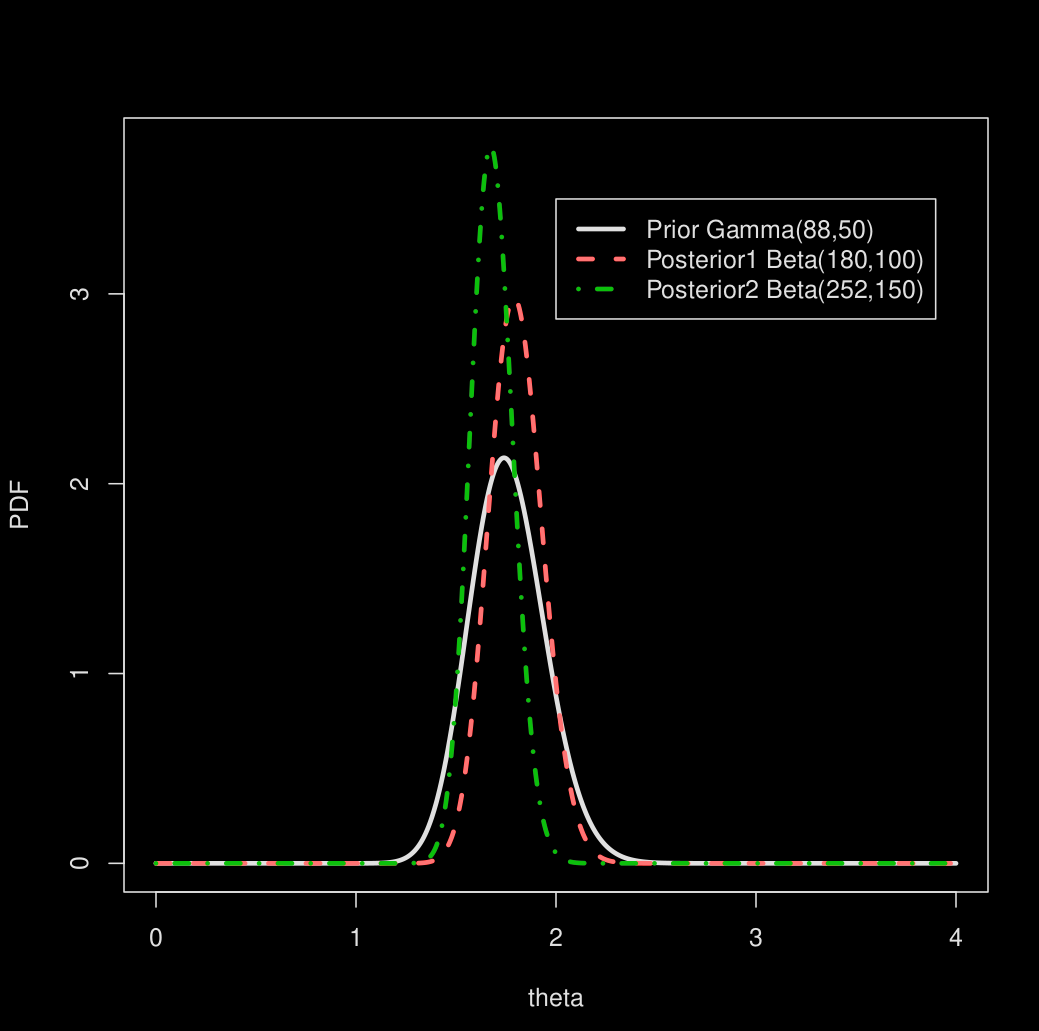 Prior Gamma(88,50)
Posterior1 Beta(180,100)
Posterior2 Beta(252,150)
PDF
3
2
1
0
0 1 2 3 4
theta